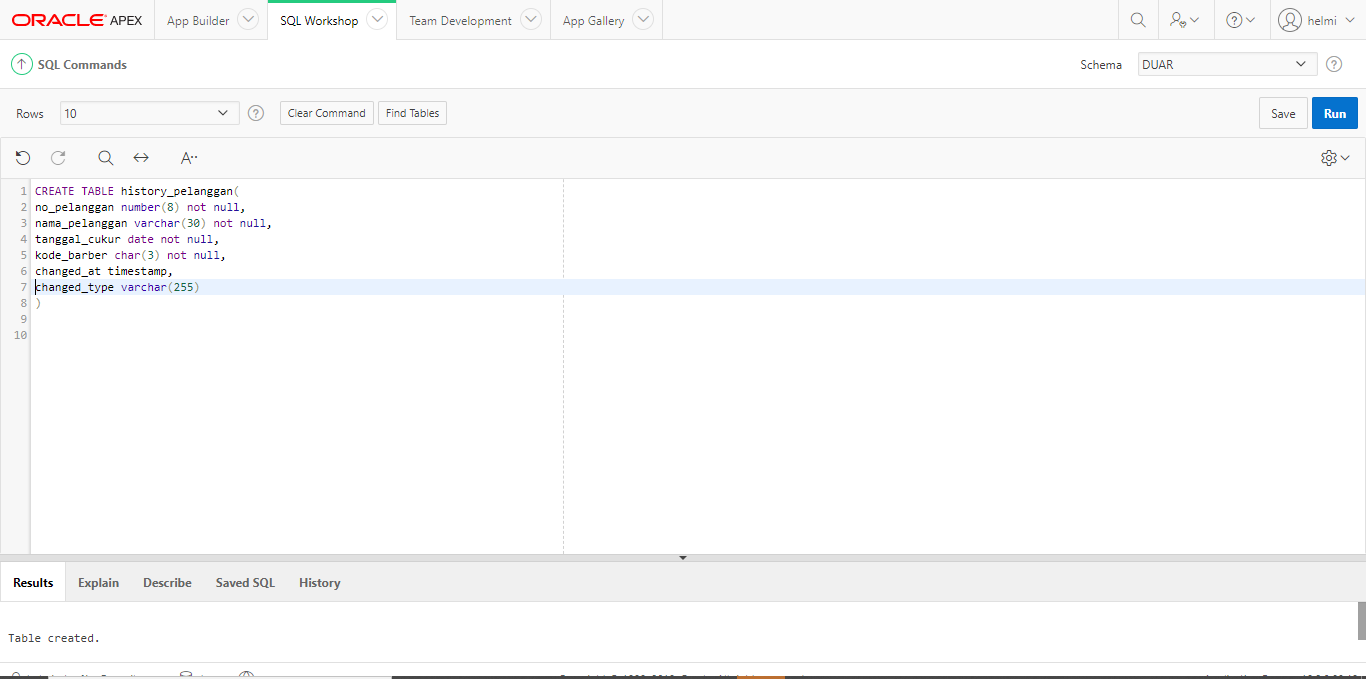 ORACLE APEX App Builder SQL Workshop Team Development App Gallery helmi
SQL Commands Schema DUAR
Rows 10 Clear Command Find Tables Save Run
A
1 CREATE TABLE history_pelanggan(
2 no_pelanggan number(8) not null,
3 nama_pelanggan varchar(30) not null,
4 tanggal_cukur date not null,
5 kode_barber char(3) not null,
6 changed_at timestamp,
7 changed_type varchar(255)
8 )
9
10
Results Explain Describe Saved SQL History
Table created.